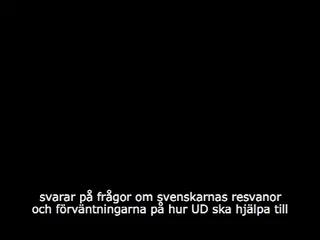 svarar på frågor om svenskarnas resvanor
och förväntningarna på hur UD ska hjälpa till